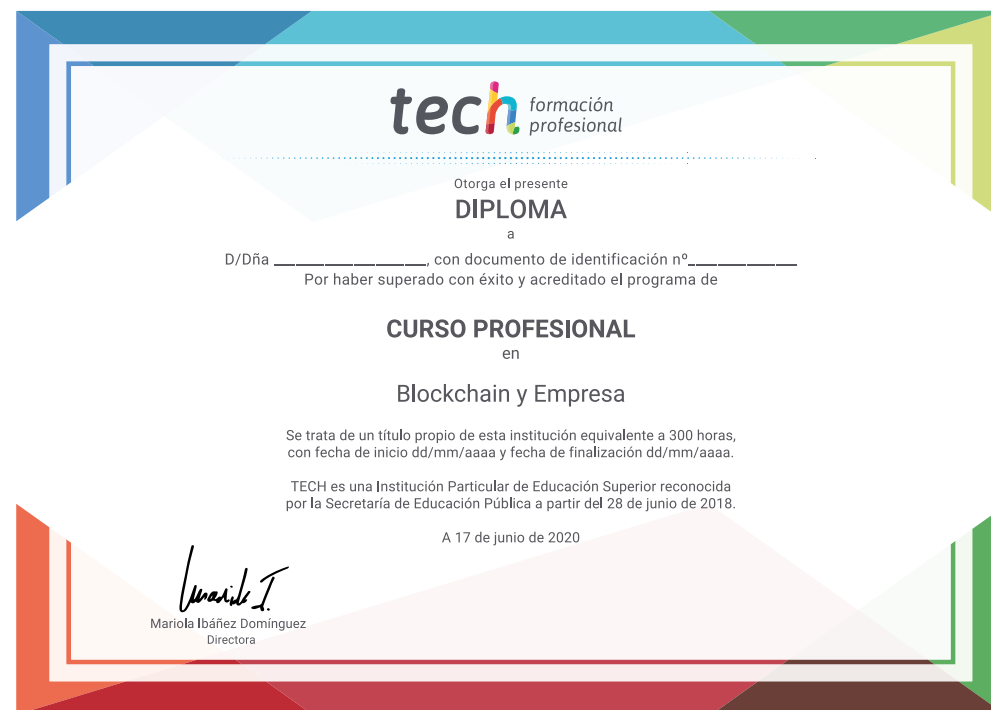 tech formación
profesional
Otorga el presente
DIPLOMA
a
D/Dña ________________, con documento de identificación nº___________
Por haber superado con éxito y acreditado el programa de
CURSO PROFESIONAL
en
Blockchain y Empresa
Se trata de un título propio de esta institución equivalente a 300 horas,
con fecha de inicio dd/mm/aaaa y fecha de finalización dd/mm/aaaa.
TECH es una Institución Particular de Educación Superior reconocida
por la Secretaría de Educación Pública a partir del 28 de junio de 2018.
A 17 de junio de 2020
Mariola Ibáñez Domínguez
Directora